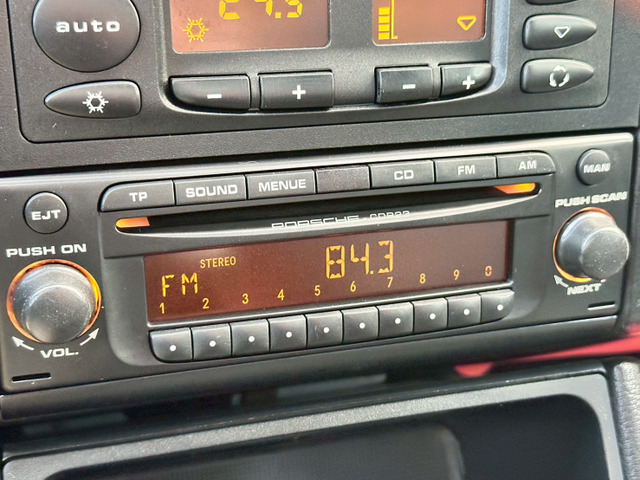 auto
TP SOUND MENUE CD FM AM MAN
EJT
PORSCHE
PUSH ON
PUSH SCAN
STEREO
84.3
FM
1 2 3 4 5 6 7 8 9 0
VOL.
NEXT